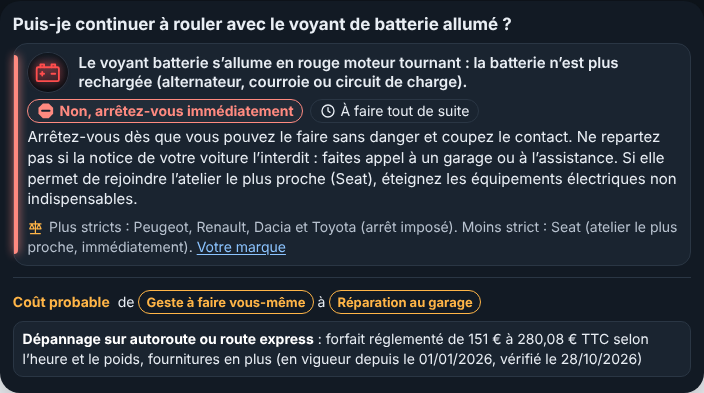 Puis-je continuer à rouler avec le voyant de batterie allumé ?
Le voyant batterie s’allume en rouge moteur tournant : la batterie n’est plus
rechargée (alternateur, courroie ou circuit de charge).
Non, arrêtez-vous immédiatement À faire tout de suite
Arrêtez-vous dès que vous pouvez le faire sans danger et coupez le contact. Ne repartez
pas si la notice de votre voiture l’interdit : faites appel à un garage ou à l’assistance. Si elle
permet de rejoindre l’atelier le plus proche (Seat), éteignez les équipements électriques non
indispensables.
Plus stricts : Peugeot, Renault, Dacia et Toyota (arrêt imposé). Moins strict : Seat (atelier le plus
proche, immédiatement). Votre marque
Coût probable de Geste à faire vous-même à Réparation au garage
Dépannage sur autoroute ou route express : forfait réglementé de 151 € à 280,08 € TTC selon
l’heure et le poids, fournitures en plus (en vigueur depuis le 01/01/2026, vérifié le 28/10/2026)